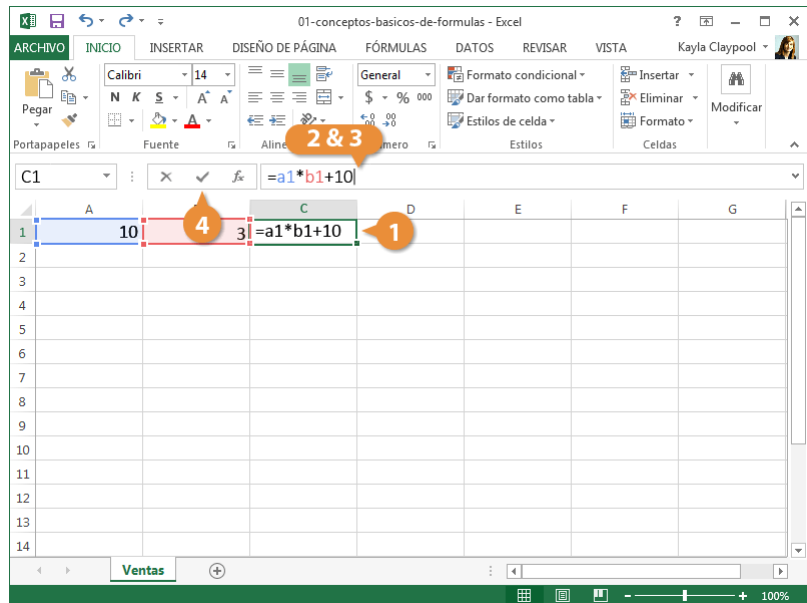 01-conceptos-basicos-de-formulas - Excel ?
ARCHIVO INICIO INSERTAR DISEÑO DE PÁGINA FÓRMULAS DATOS REVISAR VISTA Kayla Claypool
Calibri 14 General Formato condicional Insertar
Pegar N K S A A $ % 000 Dar formato como tabla Eliminar Modificar
A Estilos de celda Formato
Portapapeles Fuente Estilos Celdas
2 & 3
C1 fx =a1*b1+10
4
A C D E F G
1 10 3 =a1*b1+10 1
2
3
4
5
6
7
8
9
10
11
12
13
14
Ventas
100%